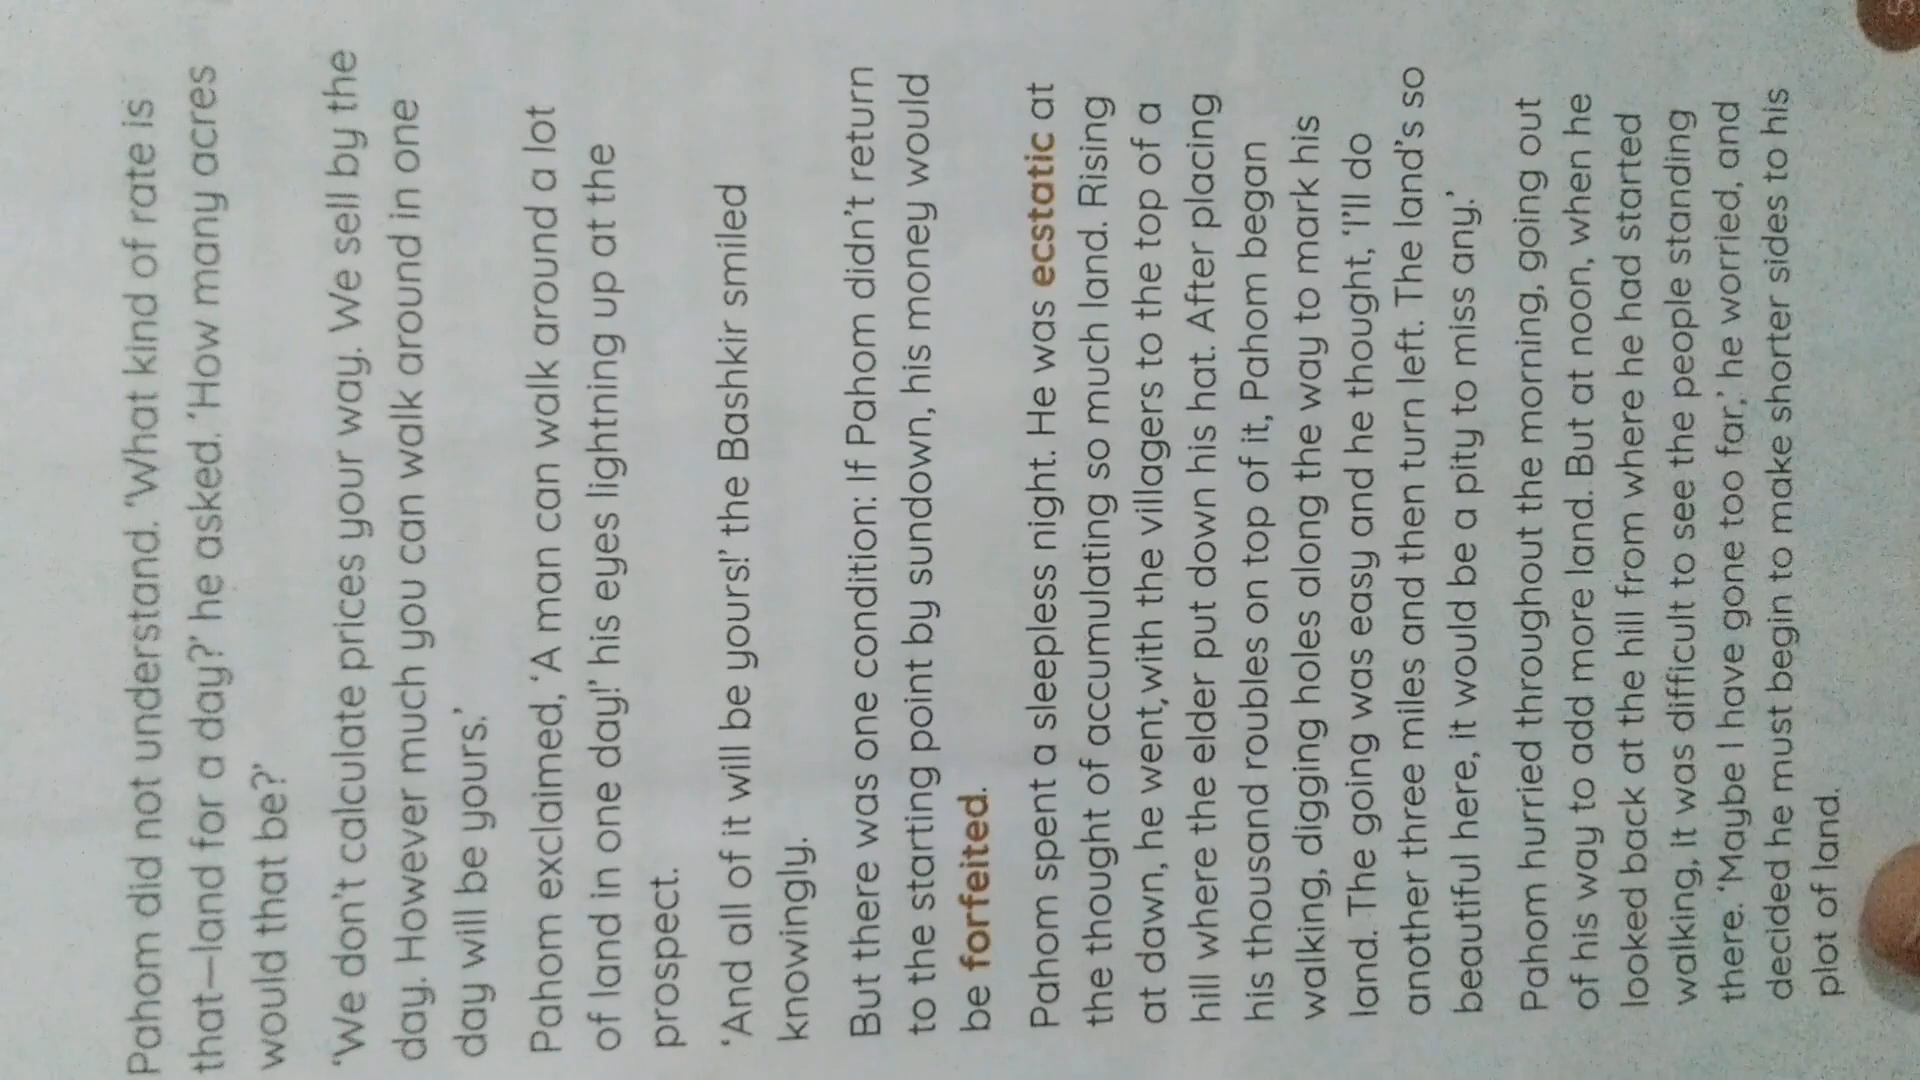 Pahom did not understand. 'What kind of rate is
that—land for a day?' he asked. 'How many acres
would that be?'
'We don't calculate prices your way. We sell by the
day. However much you can walk around in one
day will be yours.'
Pahom exclaimed, 'A man can walk around a lot
of land in one day!' his eyes lightning up at the
prospect.
'And all of it will be yours!' the Bashkir smiled
knowingly.
But there was one condition: If Pahom didn't return
to the starting point by sundown, his money would
be forfeited.
Pahom spent a sleepless night. He was ecstatic at
the thought of accumulating so much land. Rising
at dawn, he went, with the villagers to the top of a
hill where the elder put down his hat. After placing
his thousand roubles on top of it, Pahom began
walking, digging holes along the way to mark his
land. The going was easy and he thought, 'I'll do
another three miles and then turn left. The land's so
beautiful here, it would be a pity to miss any.'
Pahom hurried throughout the morning, going out
of his way to add more land. But at noon, when he
looked back at the hill from where he had started
walking, it was difficult to see the people standing
there. 'Maybe I have gone too far,' he worried, and
decided he must begin to make shorter sides to his
plot of land.